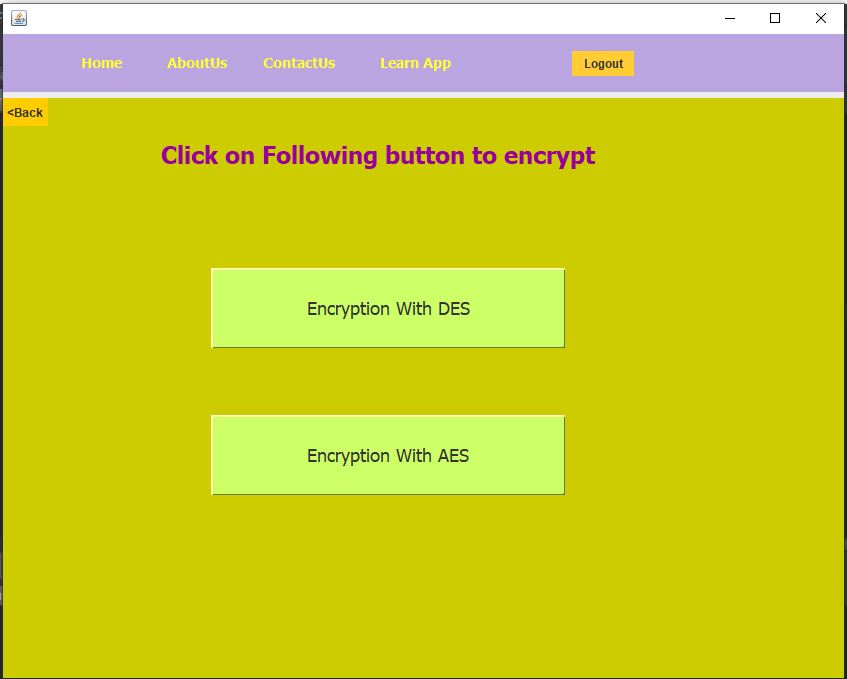 Home AboutUs ContactUs Learn App Logout
<Back
Click on Following button to encrypt
Encryption With DES
Encryption With AES